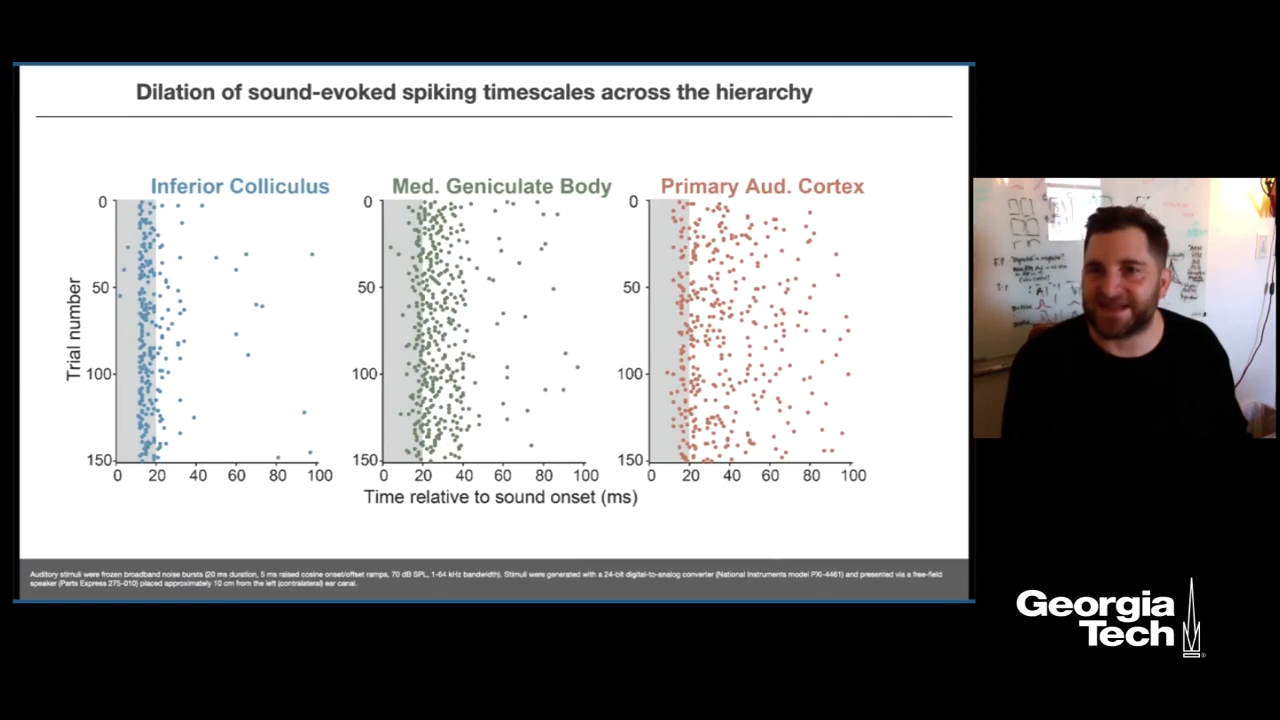 Dilation of sound-evoked spiking timescales across the hierarchy
Inferior Colliculus
Med. Geniculate Body
Primary Aud. Cortex
Trial number
0
50
100
150
0 20 40 60 80 100
0
50
100
150
0 20 40 60 80 100
0
50
100
150
0 20 40 60 80 100
Time relative to sound onset (ms)
Auditory stimuli were frozen broadband noise bursts (20 ms duration, 5 ms raised cosine onset/offset ramps, 70 dB SPL, 1-64 kHz bandwidth). Stimuli were generated with a 24-bit digital-to-analog converter (National Instruments model PXI-4461) and presented via a free-field
speaker (Parts Express 275-010) placed approximately 10 cm from the left (contralateral) ear canal.
Georgia
Tech